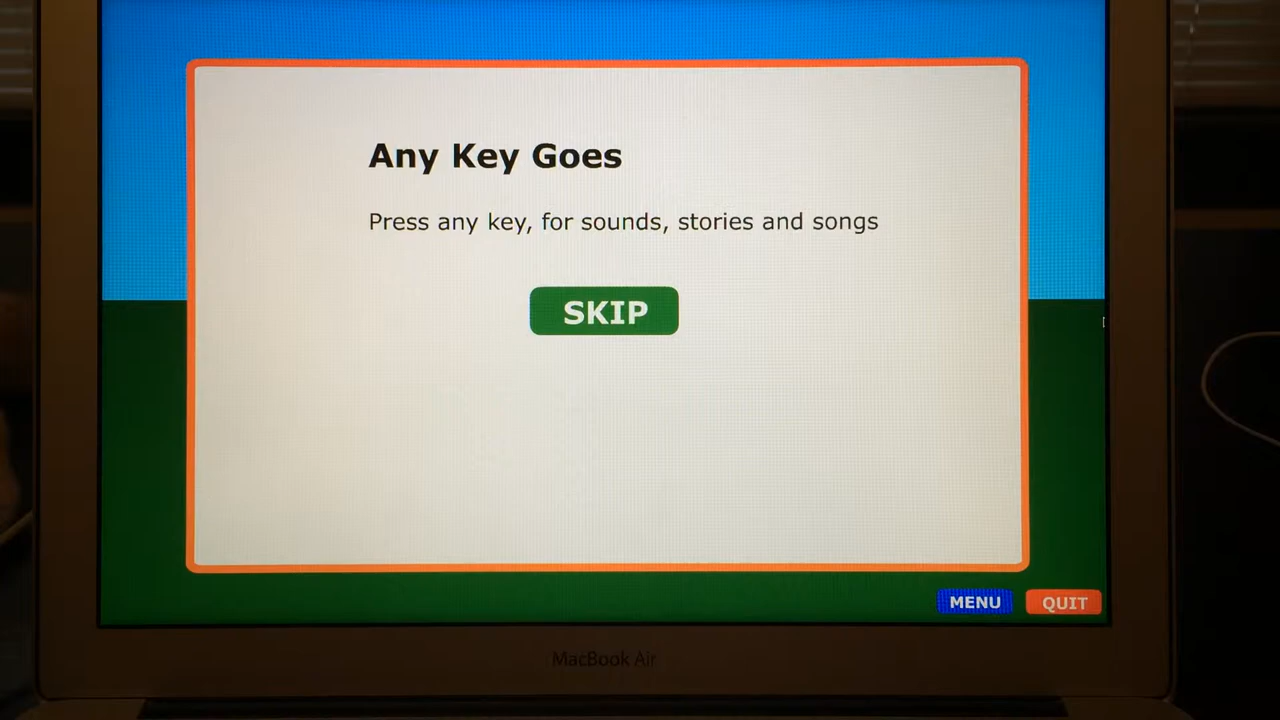 Any Key Goes
Press any key, for sounds, stories and songs
SKIP
MENU
QUIT
MacBook Air